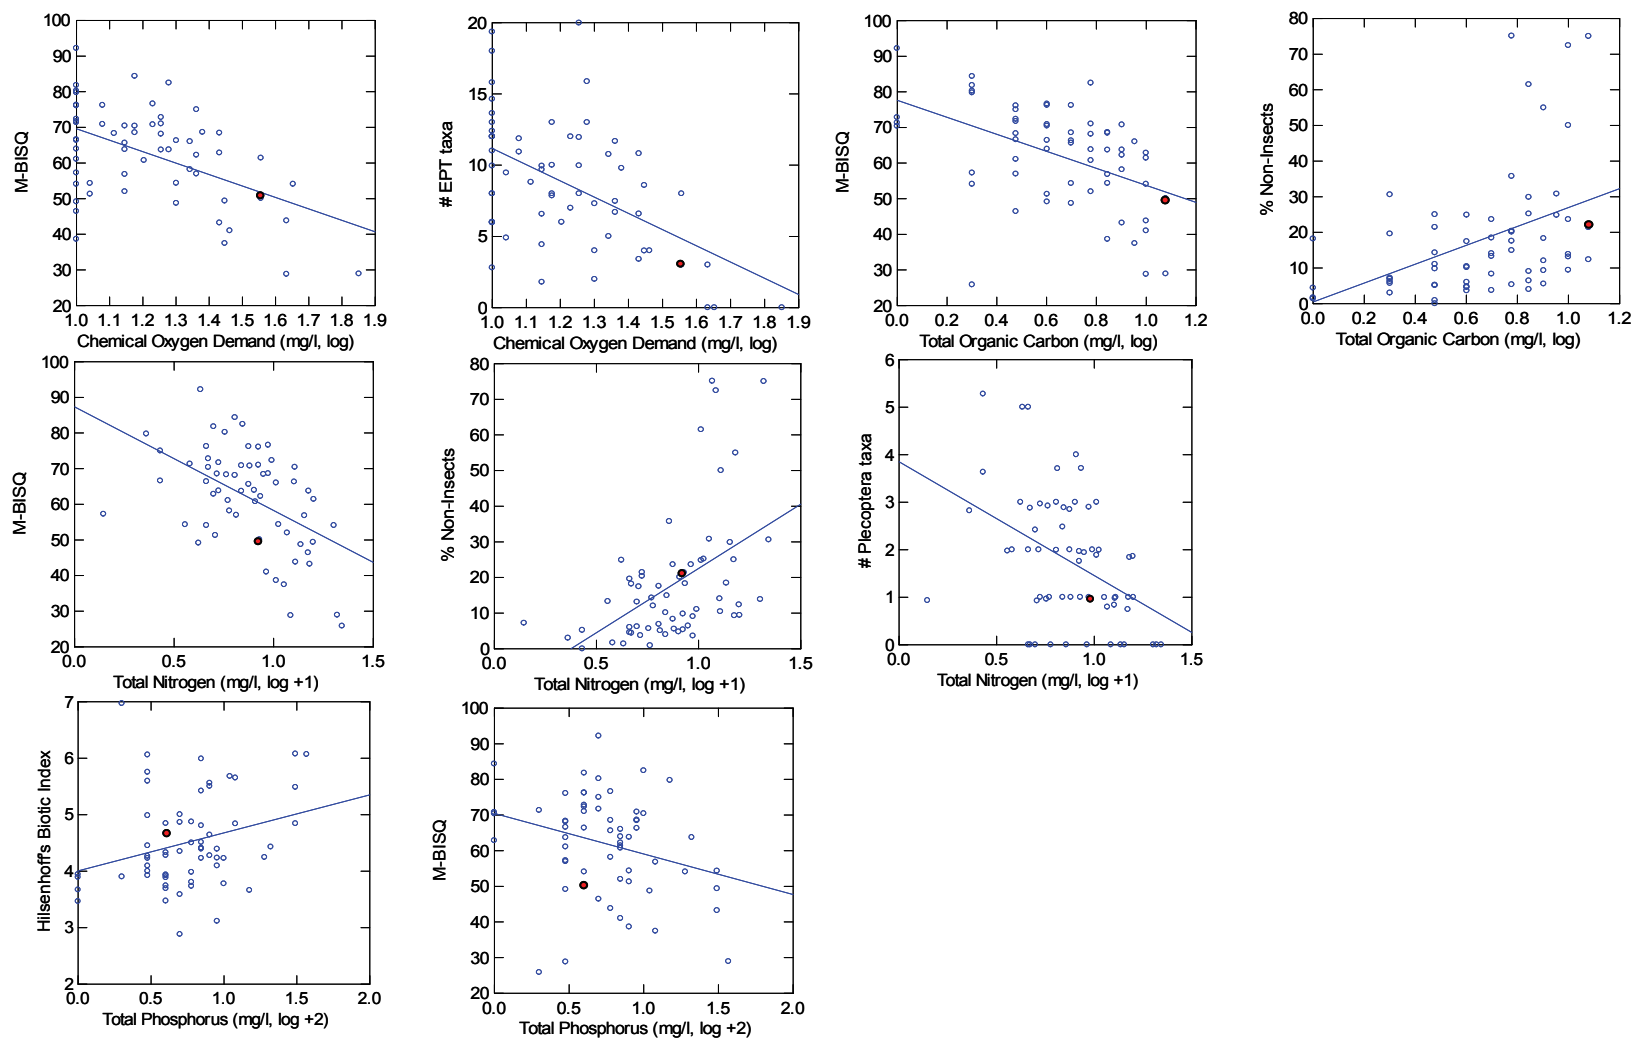 100
90
80
70
60
50
40
30
20
M-BISQ
1.0 1.1 1.2 1.3 1.4 1.5 1.6 1.7 1.8 1.9
Chemical Oxygen Demand (mg/l, log)
20
15
10
5
0
# EPT taxa
1.0 1.1 1.2 1.3 1.4 1.5 1.6 1.7 1.8 1.9
Chemical Oxygen Demand (mg/l, log)
100
90
80
70
60
50
40
30
20
M-BISQ
0.0 0.2 0.4 0.6 0.8 1.0 1.2
Total Organic Carbon (mg/l, log)
80
70
60
50
40
30
20
10
0
% Non-Insects
0.0 0.2 0.4 0.6 0.8 1.0 1.2
Total Organic Carbon (mg/l, log)
100
90
80
70
60
50
40
30
20
M-BISQ
0.0 0.5 1.0 1.5
Total Nitrogen (mg/l, log +1)
80
70
60
50
40
30
20
10
0
% Non-Insects
0.0 0.5 1.0 1.5
Total Nitrogen (mg/l, log +1)
6
5
4
3
2
1
0
# Plecoptera taxa
0.0 0.5 1.0 1.5
Total Nitrogen (mg/l, log +1)
7
6
5
4
3
2
Hilsenhoff's Biotic Index
0.0 0.5 1.0 1.5 2.0
Total Phosphorus (mg/l, log +2)
100
90
80
70
60
50
40
30
20
M-BISQ
0.0 0.5 1.0 1.5 2.0
Total Phosphorus (mg/l, log +2)